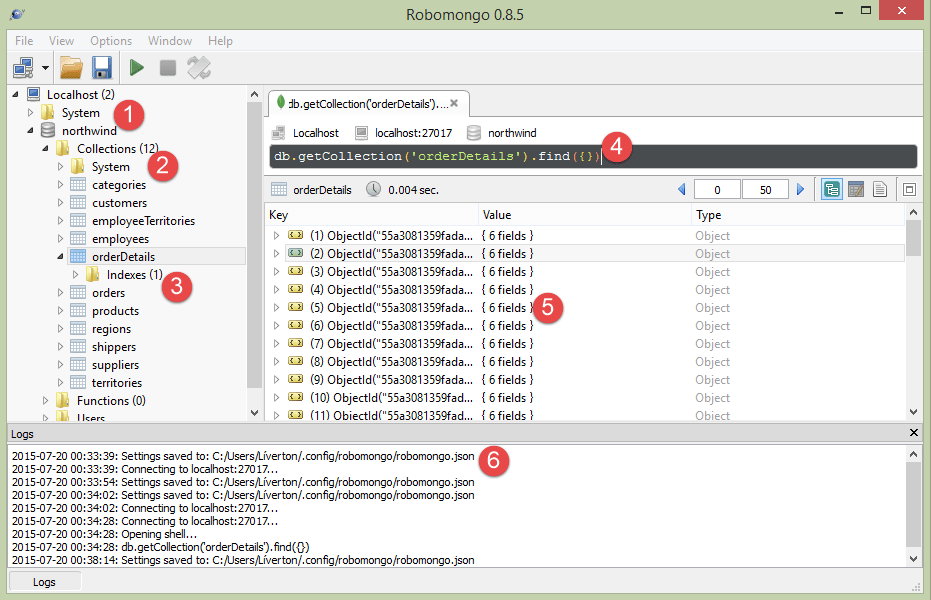 Robomongo 0.8.5
File View Options Window Help
Localhost (2)
System
1
northwind
Collections (12)
System
2
categories
customers
employeeTerritories
employees
orderDetails
Indexes (1)
3
orders
products
regions
shippers
suppliers
territories
Functions (0)
Users
db.getCollection('orderDetails')....
Localhost localhost:27017 northwind
db.getCollection('orderDetails').find({})
4
orderDetails 0.004 sec. 0 50
Key Value Type
(1) ObjectId("55a3081359fada... { 6 fields } Object
(2) ObjectId("55a3081359fada... { 6 fields } Object
(3) ObjectId("55a3081359fada... { 6 fields } Object
(4) ObjectId("55a3081359fada... { 6 fields } Object
(5) ObjectId("55a3081359fada... { 6 fields } Object
5
(6) ObjectId("55a3081359fada... { 6 fields } Object
(7) ObjectId("55a3081359fada... { 6 fields } Object
(8) ObjectId("55a3081359fada... { 6 fields } Object
(9) ObjectId("55a3081359fada... { 6 fields } Object
(10) ObjectId("55a3081359fada... { 6 fields } Object
(11) ObjectId("55a3081359fada... { 6 fields } Object
Logs
2015-07-20 00:33:39: Settings saved to: C:/Users/Líverton/.config/robomongo/robomongo.json
6
2015-07-20 00:33:39: Connecting to localhost:27017...
2015-07-20 00:33:54: Settings saved to: C:/Users/Líverton/.config/robomongo/robomongo.json
2015-07-20 00:34:02: Settings saved to: C:/Users/Líverton/.config/robomongo/robomongo.json
2015-07-20 00:34:02: Connecting to localhost:27017...
2015-07-20 00:34:28: Connecting to localhost:27017...
2015-07-20 00:34:28: Opening shell...
2015-07-20 00:34:28: db.getCollection('orderDetails').find({})
2015-07-20 00:38:14: Settings saved to: C:/Users/Líverton/.config/robomongo/robomongo.json
Logs